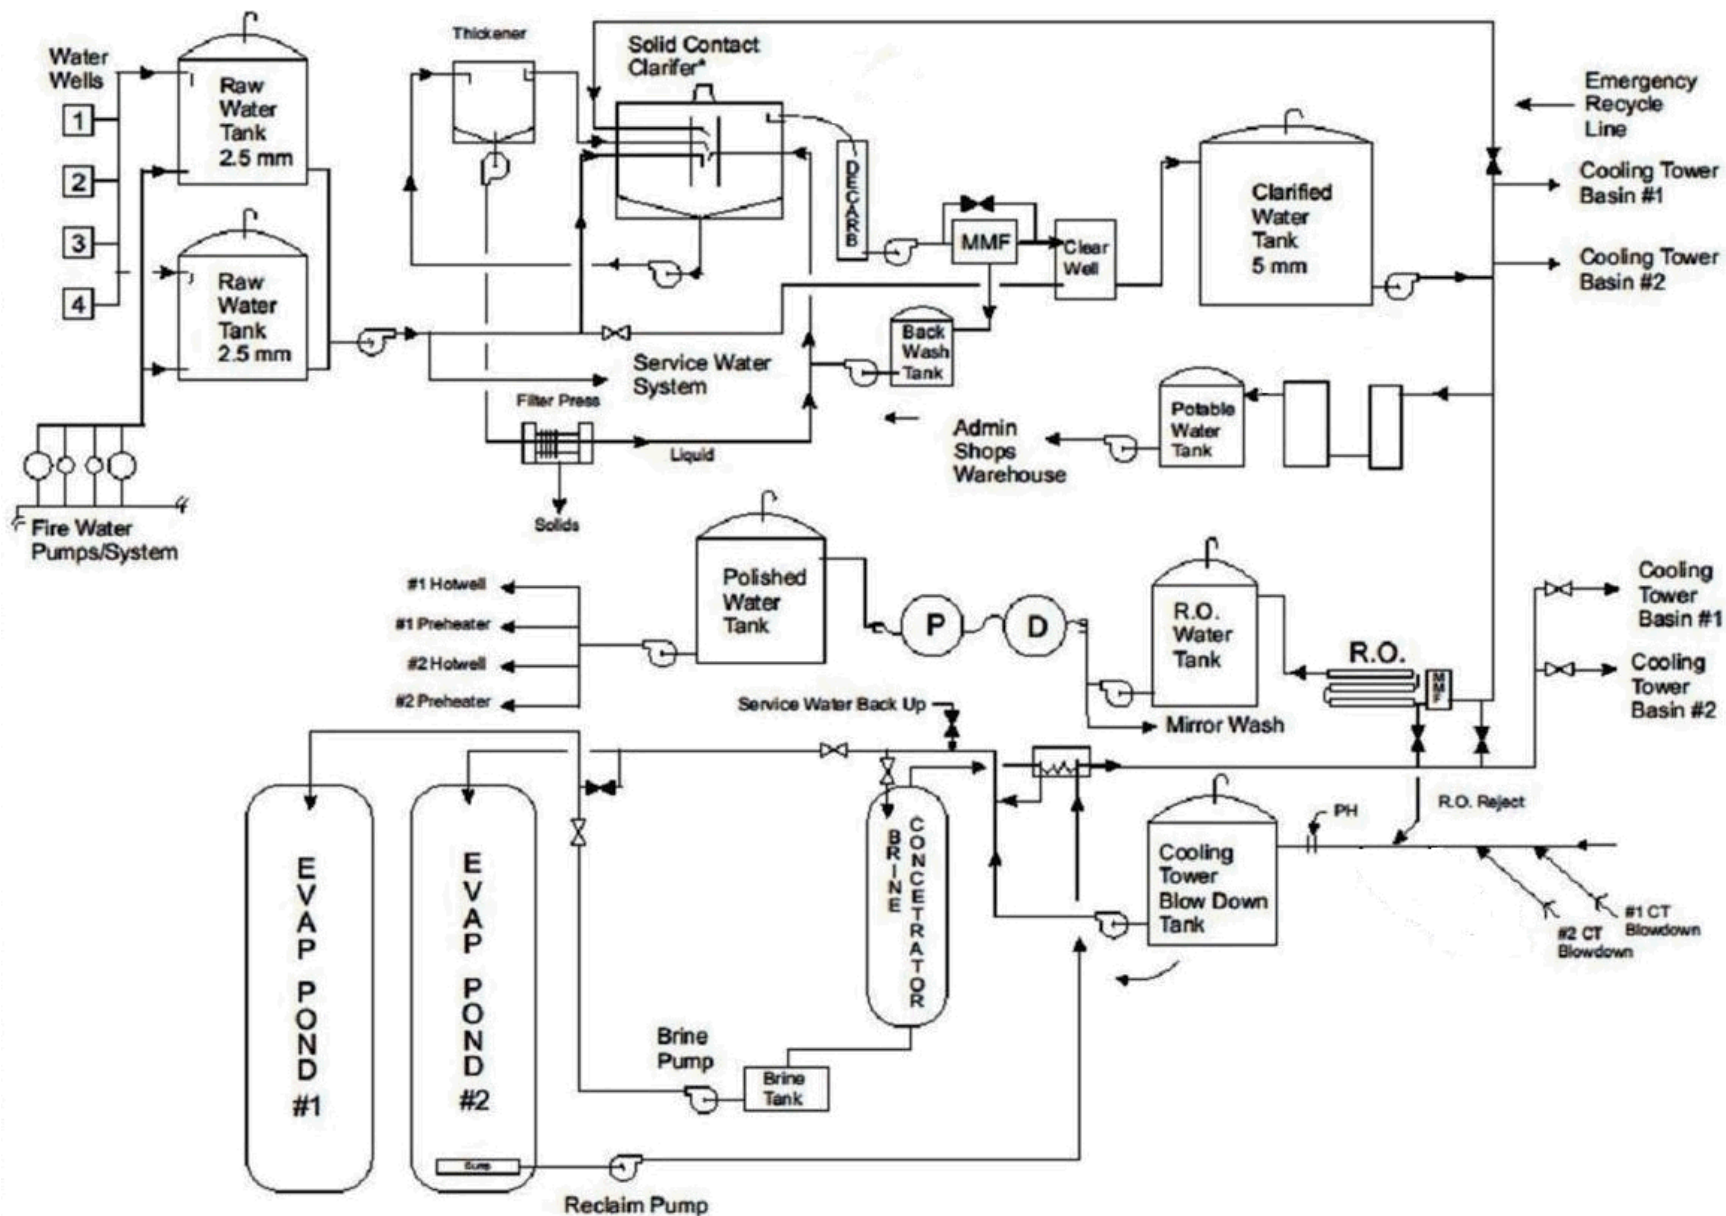 Water
Wells
1
2
3
4
Raw
Water
Tank
2.5 mm
Raw
Water
Tank
2.5 mm
Fire Water
Pumps/System
Thickener
Solid Contact
Clarifer*
DECARB
MMF
Clear
Well
Back
Wash
Tank
Service Water
System
Filter Press
Liquid
Solids
Clarified
Water
Tank
5 mm
Emergency
Recycle
Line
Cooling Tower
Basin #1
Cooling Tower
Basin #2
Potable
Water
Tank
Admin
Shops
Warehouse
Polished
Water
Tank
#1 Hotwell
#1 Preheater
#2 Hotwell
#2 Preheater
P
D
R.O.
Water
Tank
R.O.
MMF
Cooling
Tower
Basin #1
Cooling
Tower
Basin #2
Mirror Wash
Service Water Back Up
R.O. Reject
PH
Cooling
Tower
Blow Down
Tank
#1 CT
Blowdown
#2 CT
Blowdown
BRINE
CONCETRATOR
EVAP POND #1
EVAP POND #2
Brine
Pump
Brine
Tank
Sump
Reclaim Pump